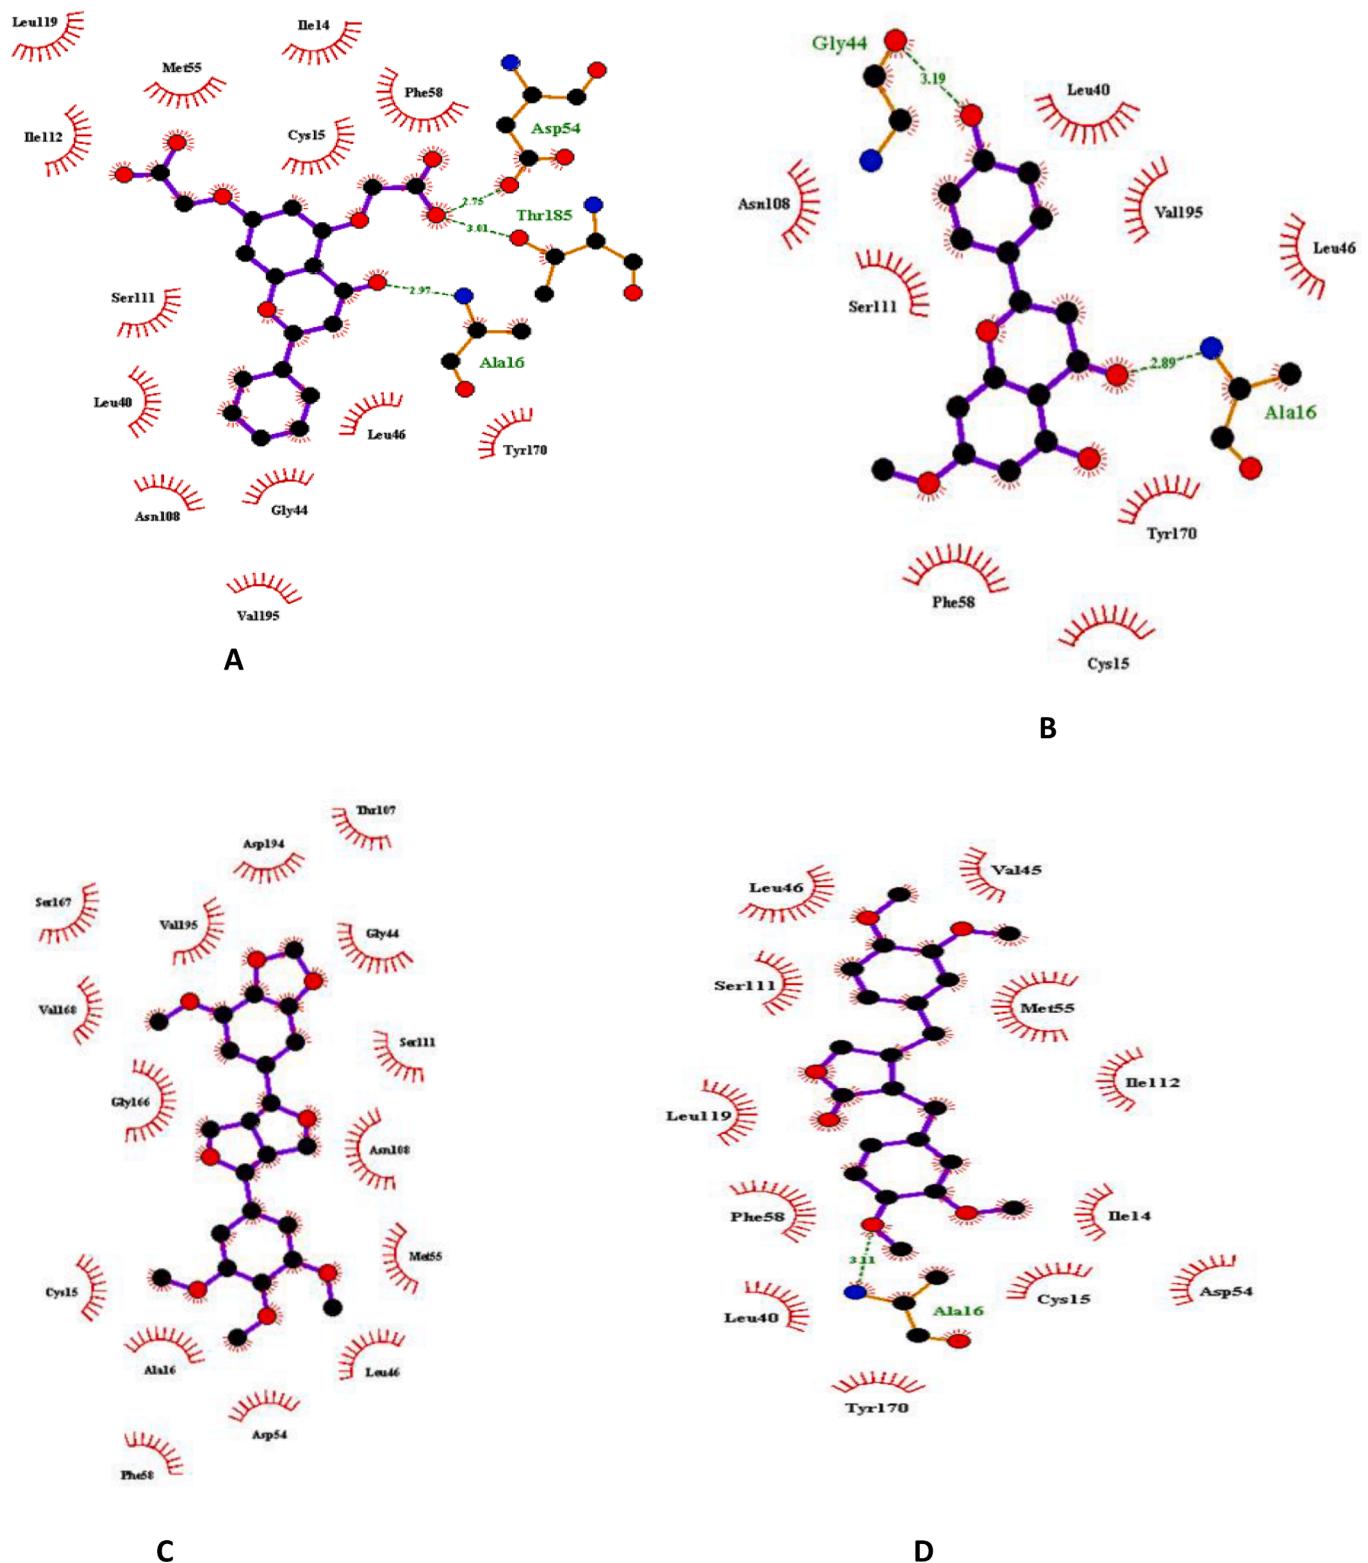 Leu119
Ile14
Met55
Phe58
Asp54
Ile112
Cys15
2.75
Thr185
3.01
2.97
Ser111
Ala16
Leu40
Leu46
Tyr170
Asn108
Gly44
Val195
A
Gly44
3.19
Leu40
Asn108
Val195
Leu46
Ser111
2.89
Ala16
Tyr170
Phe58
Cys15
B
Thr107
Asp194
Ser167
Val195
Gly44
Val168
Ser111
Gly166
Asn108
Met55
Cys15
Ala16
Leu46
Asp54
Phe58
C
Val45
Leu46
Ser111
Met55
Ile112
Leu119
Phe58
Ile14
3.11
Cys15
Asp54
Leu40
Ala16
Tyr170
D